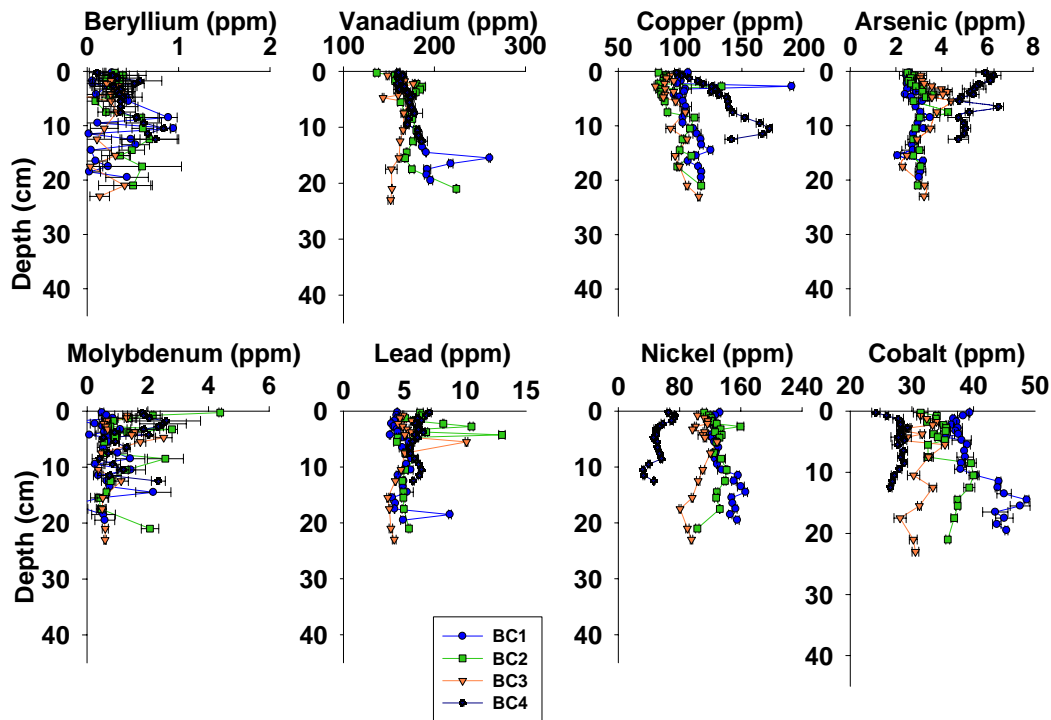 Beryllium (ppm) Vanadium (ppm) Copper (ppm) Arsenic (ppm)
0 1 2 100 200 300 50 100 150 200 0 2 4 6 8
0 0 0 0
10 10 10 10
20 20 20 20
30 30 30 30
40 40 40 40
Depth (cm)
Molybdenum (ppm) Lead (ppm) Nickel (ppm) Cobalt (ppm)
0 2 4 6 0 5 10 15 0 80 160 240 20 30 40 50
0 0 0 0
10 10 10 10
20 20 20 20
30 30 30 30
40 40 40 40
Depth (cm)
BC1
BC2
BC3
BC4